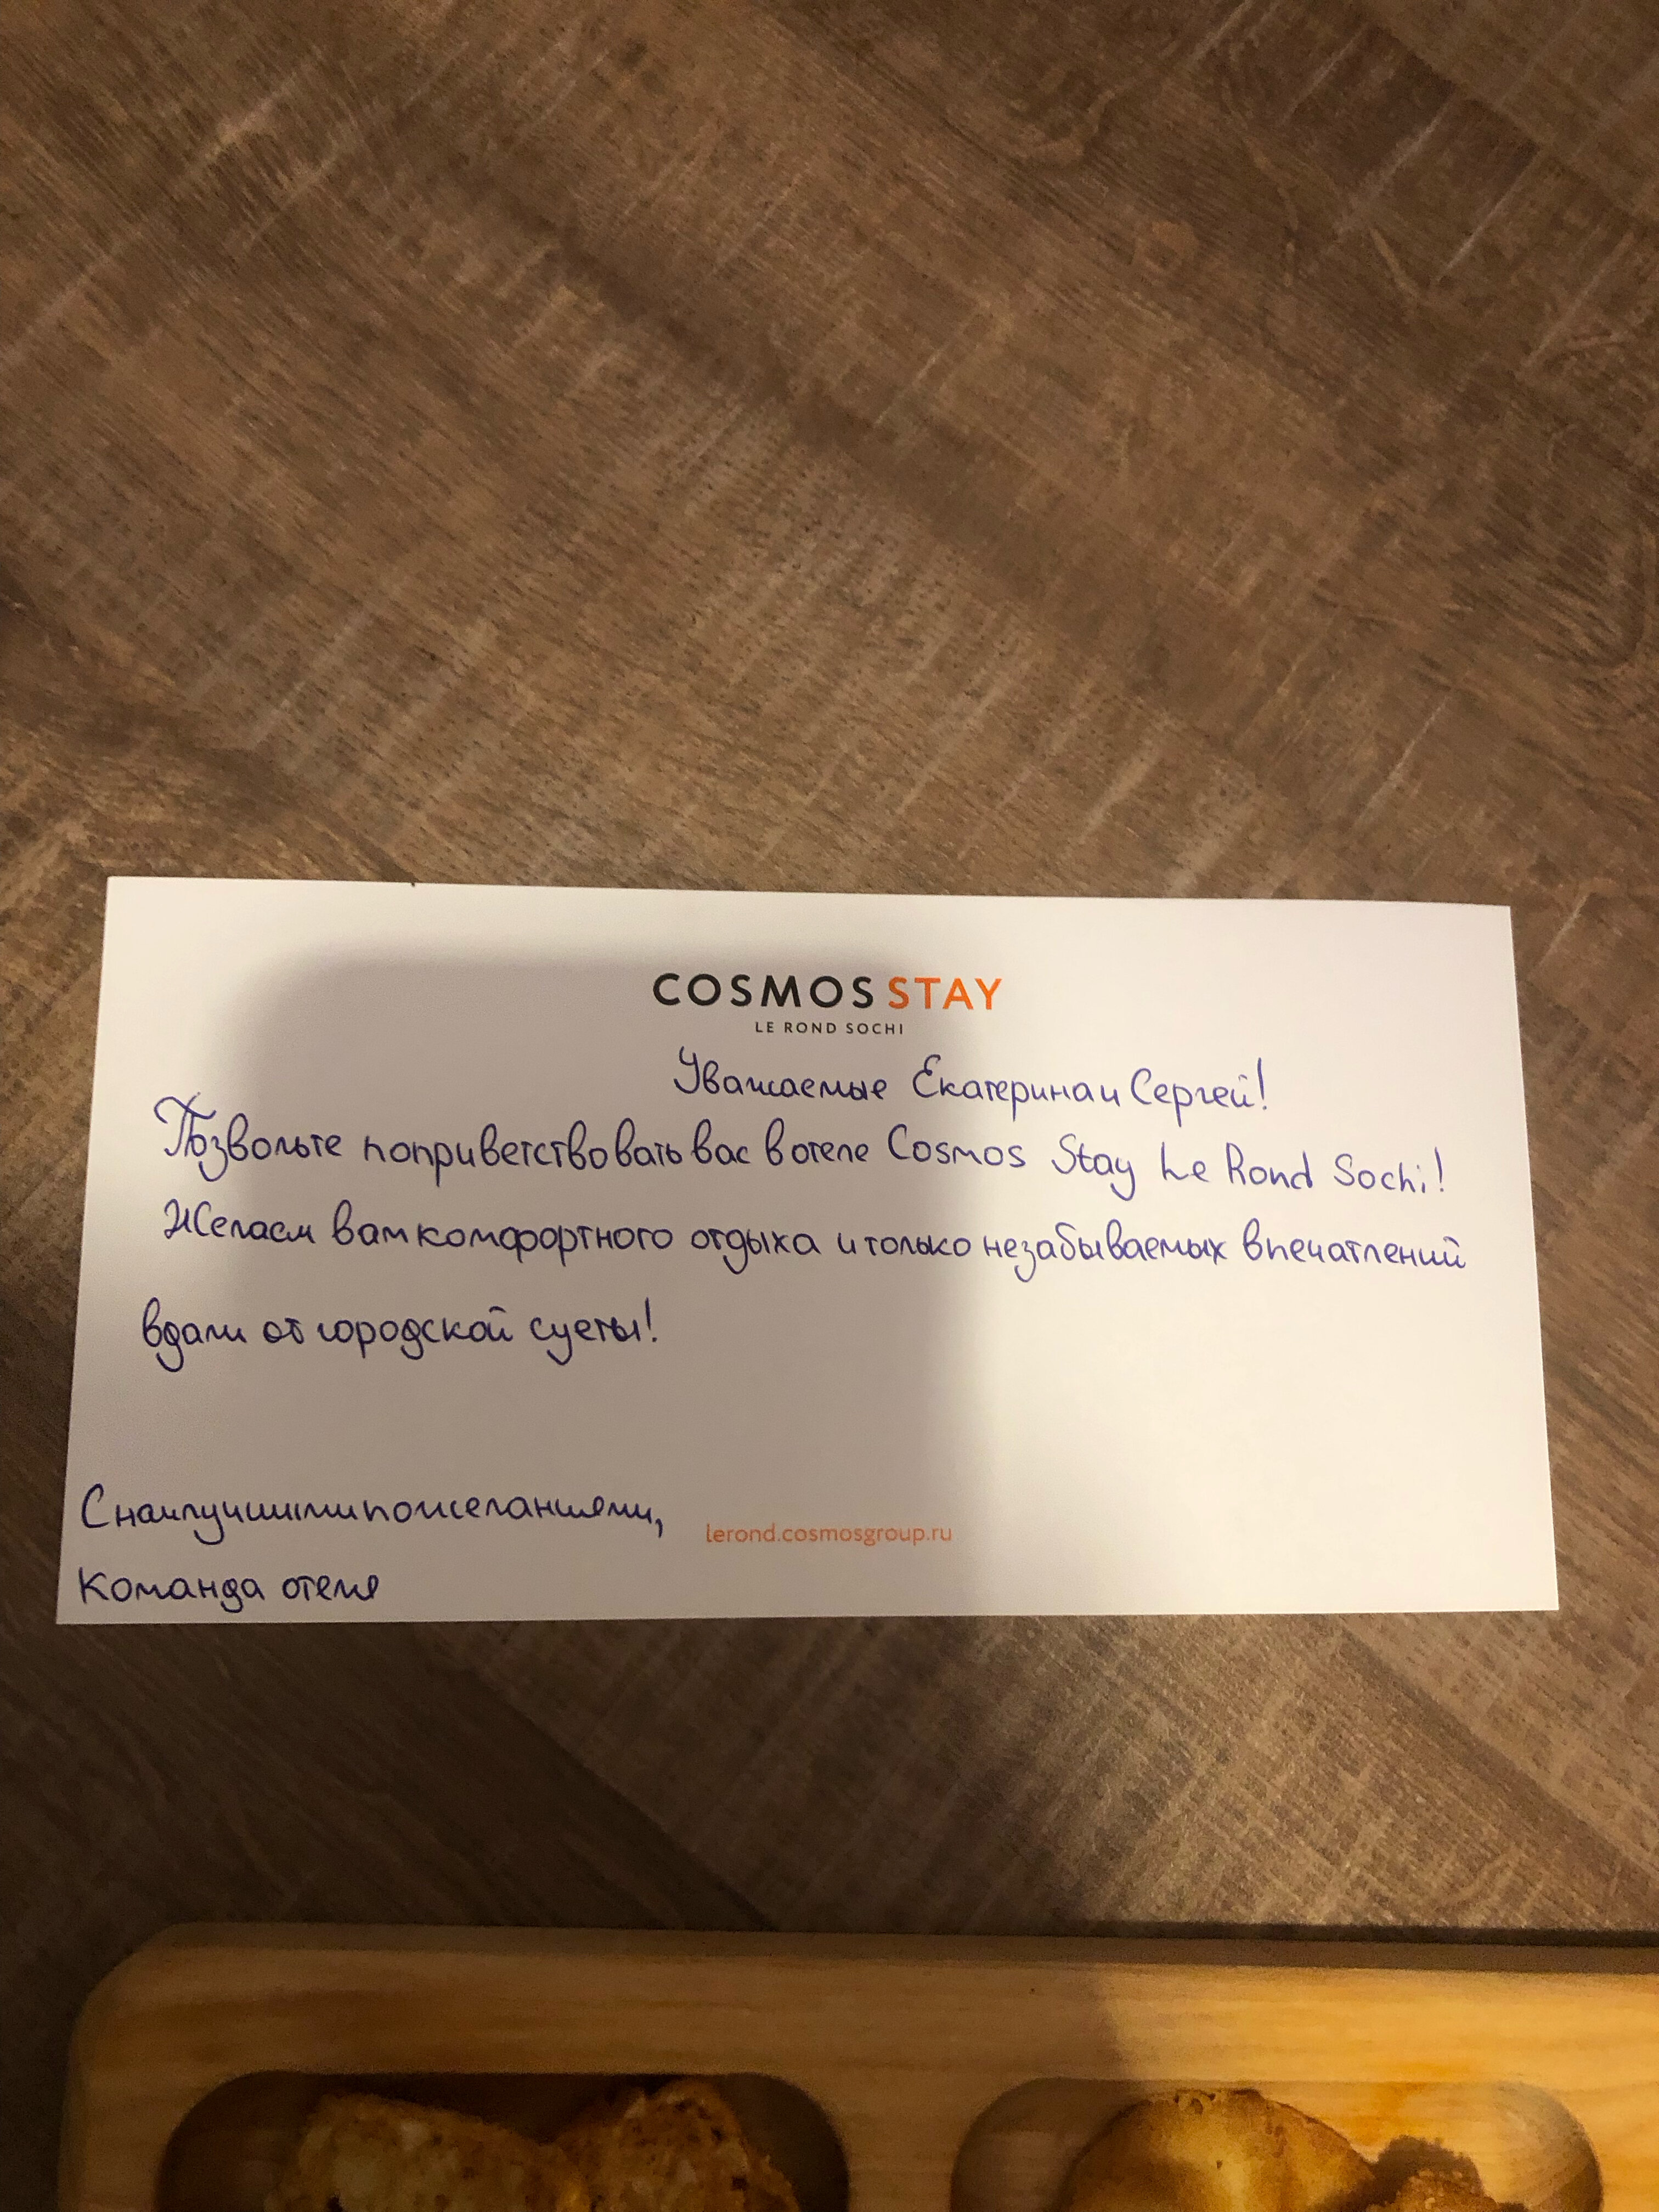 COSMOS STAY
LE ROND SOCHI
Уважаемые Екатерина и Сергей!
Позвольте поприветствовать вас в отеле Cosmos Stay Le Rond Sochi!
Желаем вам комфортного отдыха и только незабываемых впечатлений
вдали от городской суеты!
С наилучшими пожеланиями,
lerond.cosmosgroup.ru
Команда отеля